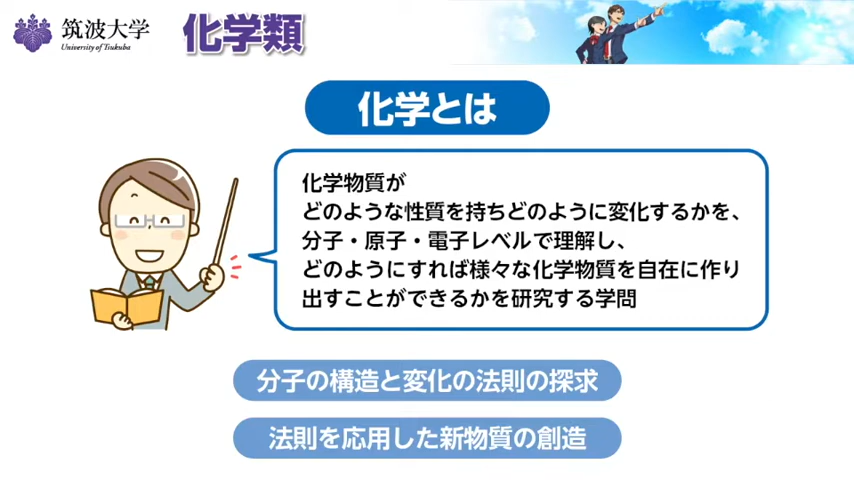 筑波大学
University of Tsukuba
化学類
化学とは
化学物質が
どのような性質を持ちどのように変化するかを、
分子・原子・電子レベルで理解し、
どのようにすれば様々な化学物質を自在に作り
出すことができるかを研究する学問
分子の構造と変化の法則の探求
法則を応用した新物質の創造